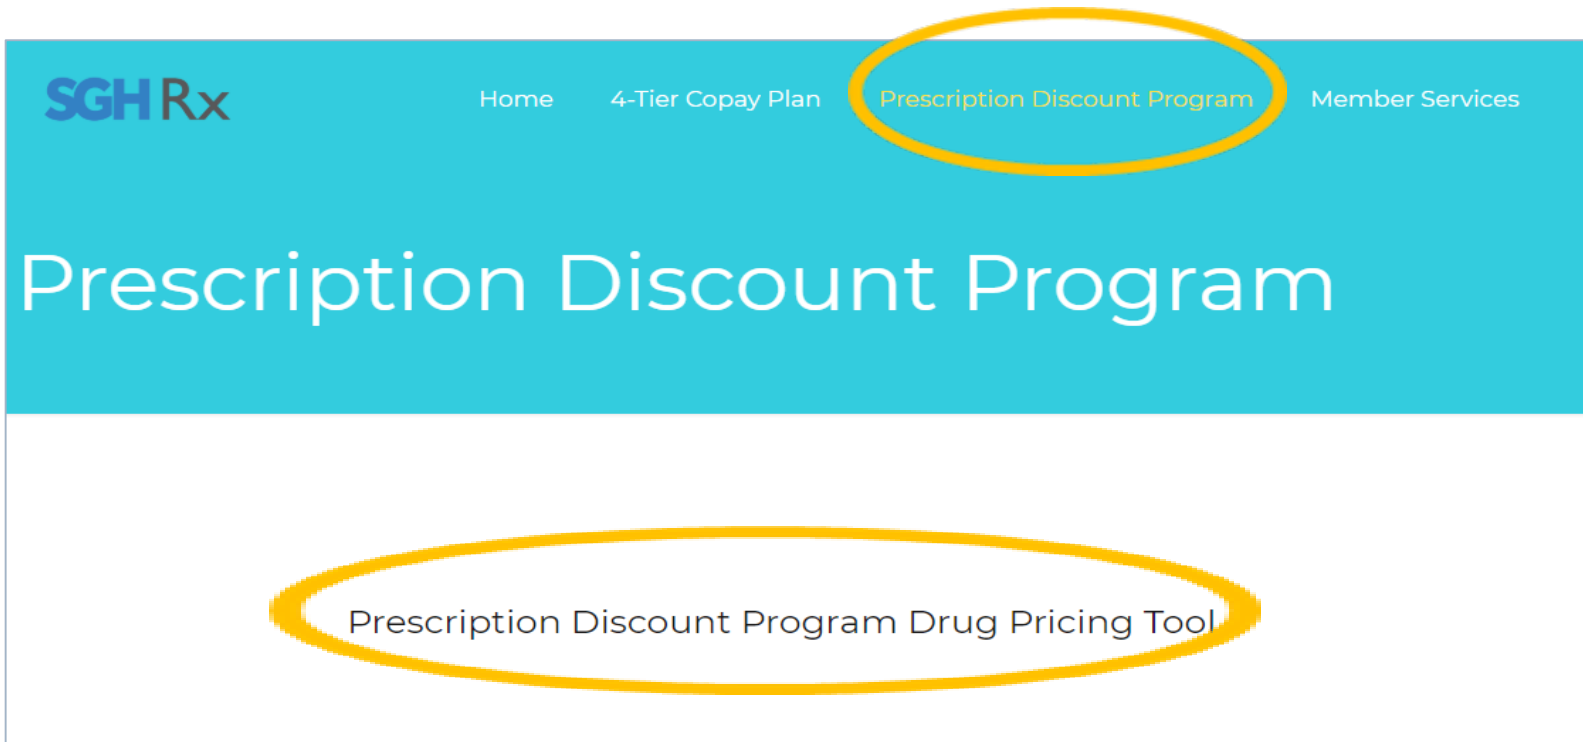 SGH Rx
Home 4-Tier Copay Plan Prescription Discount Program Member Services
Prescription Discount Program
Prescription Discount Program Drug Pricing Tool